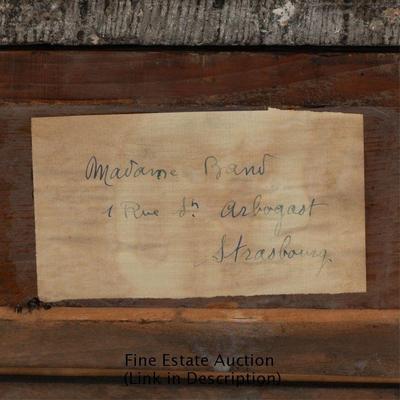 Madame Band
1 Rue St. Arbogast
Strasbourg.
Fine Estate Auction
(Link in Description)